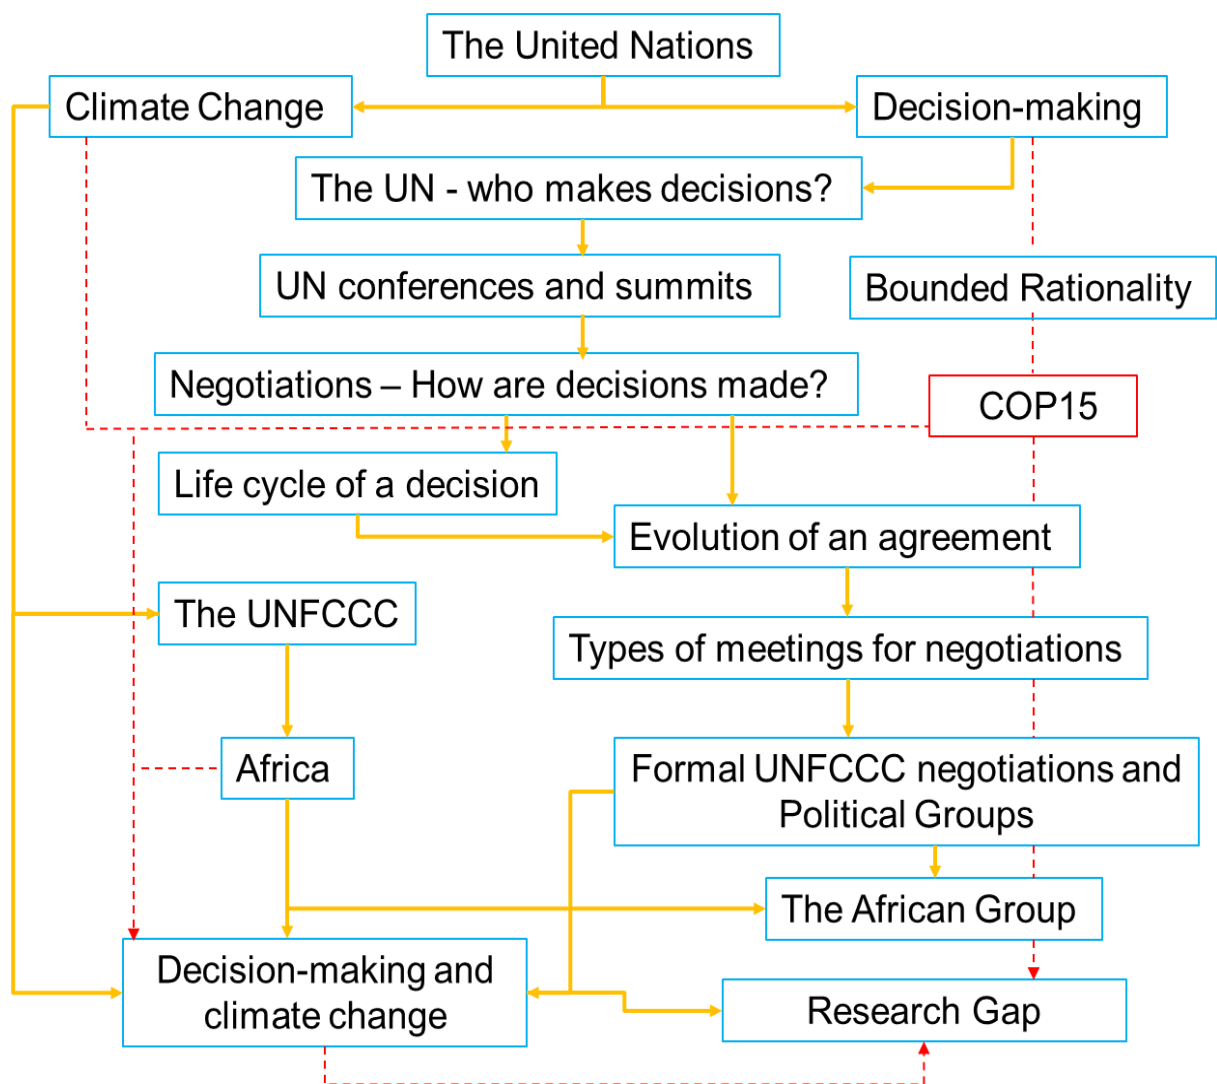 The United Nations
Climate Change
Decision-making
The UN - who makes decisions?
UN conferences and summits
Bounded Rationality
Negotiations – How are decisions made?
COP15
Life cycle of a decision
Evolution of an agreement
The UNFCCC
Types of meetings for negotiations
Africa
Formal UNFCCC negotiations and
Political Groups
The African Group
Decision-making and
climate change
Research Gap